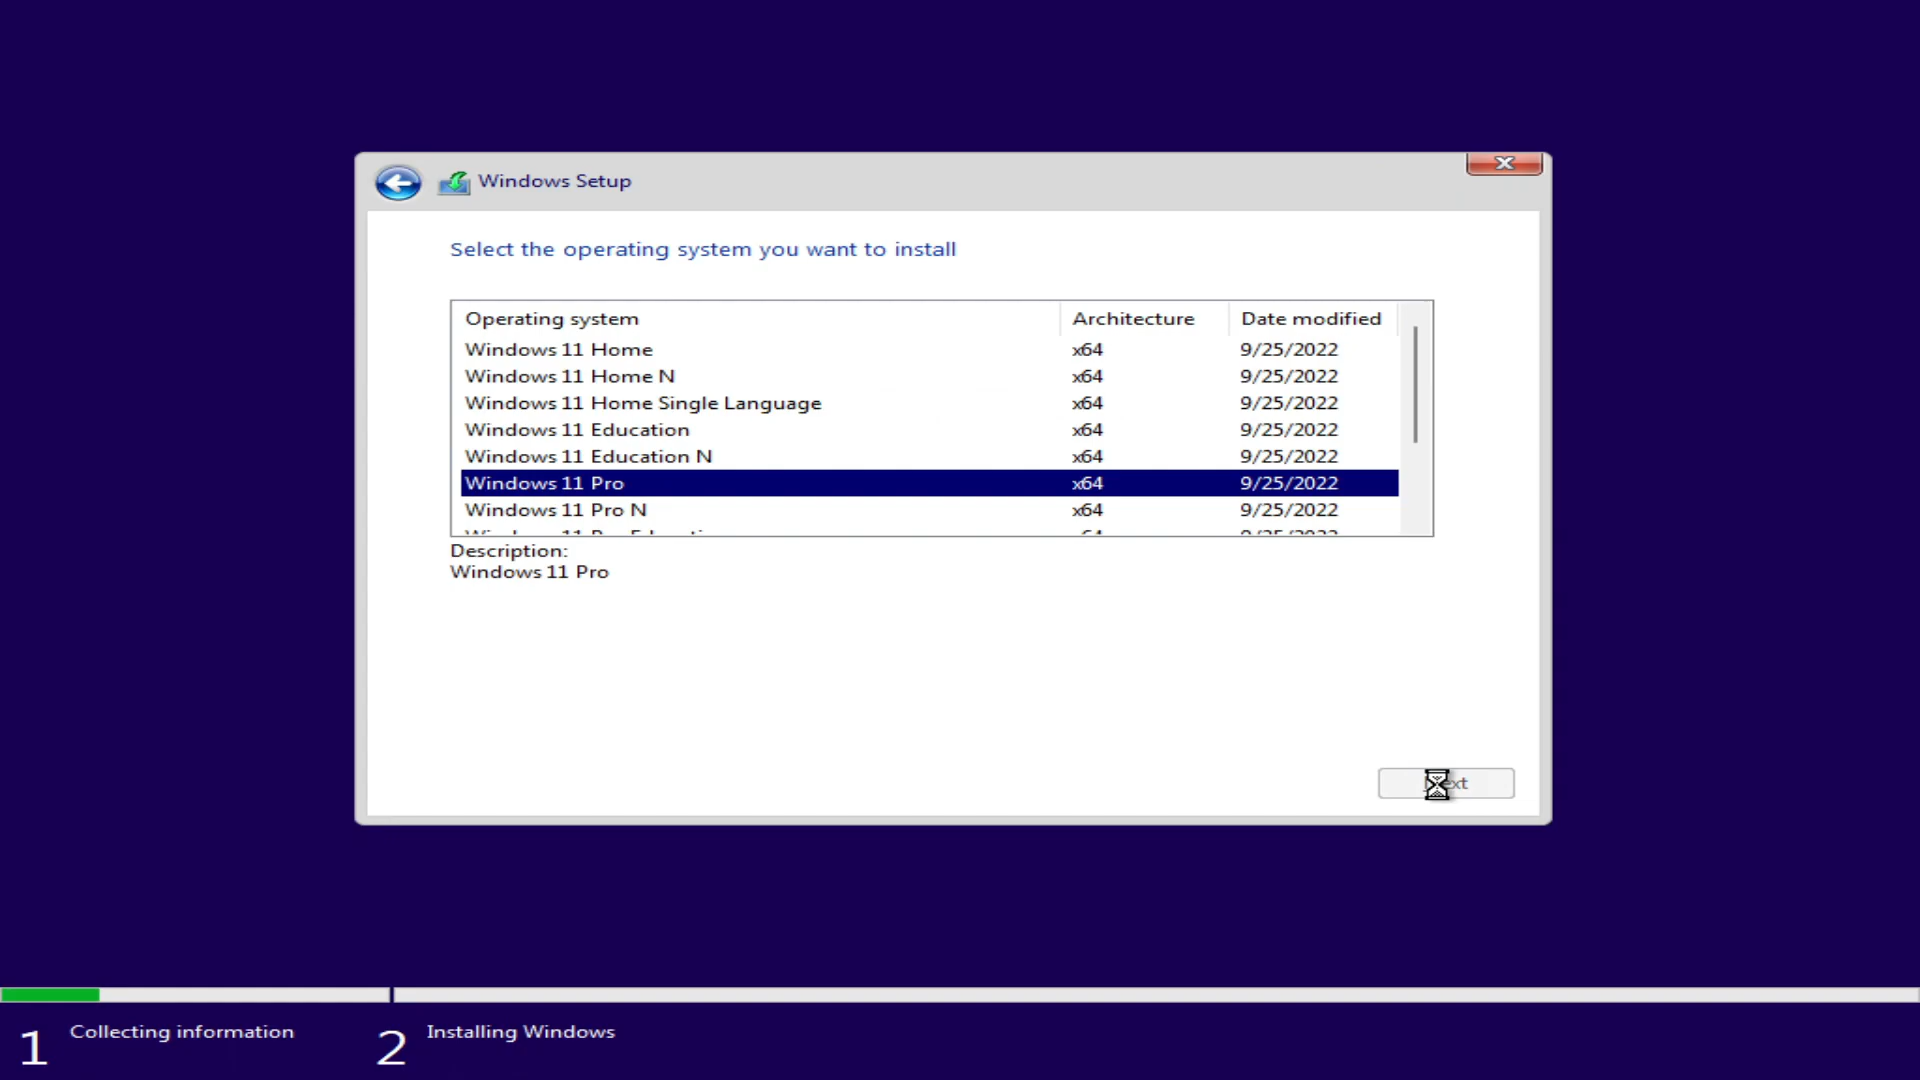 Windows Setup
Select the operating system you want to install
Operating system Architecture Date modified
Windows 11 Home x64 9/25/2022
Windows 11 Home N x64 9/25/2022
Windows 11 Home Single Language x64 9/25/2022
Windows 11 Education x64 9/25/2022
Windows 11 Education N x64 9/25/2022
Windows 11 Pro x64 9/25/2022
Windows 11 Pro N x64 9/25/2022
Description:
Windows 11 Pro
1 Collecting information 2 Installing Windows